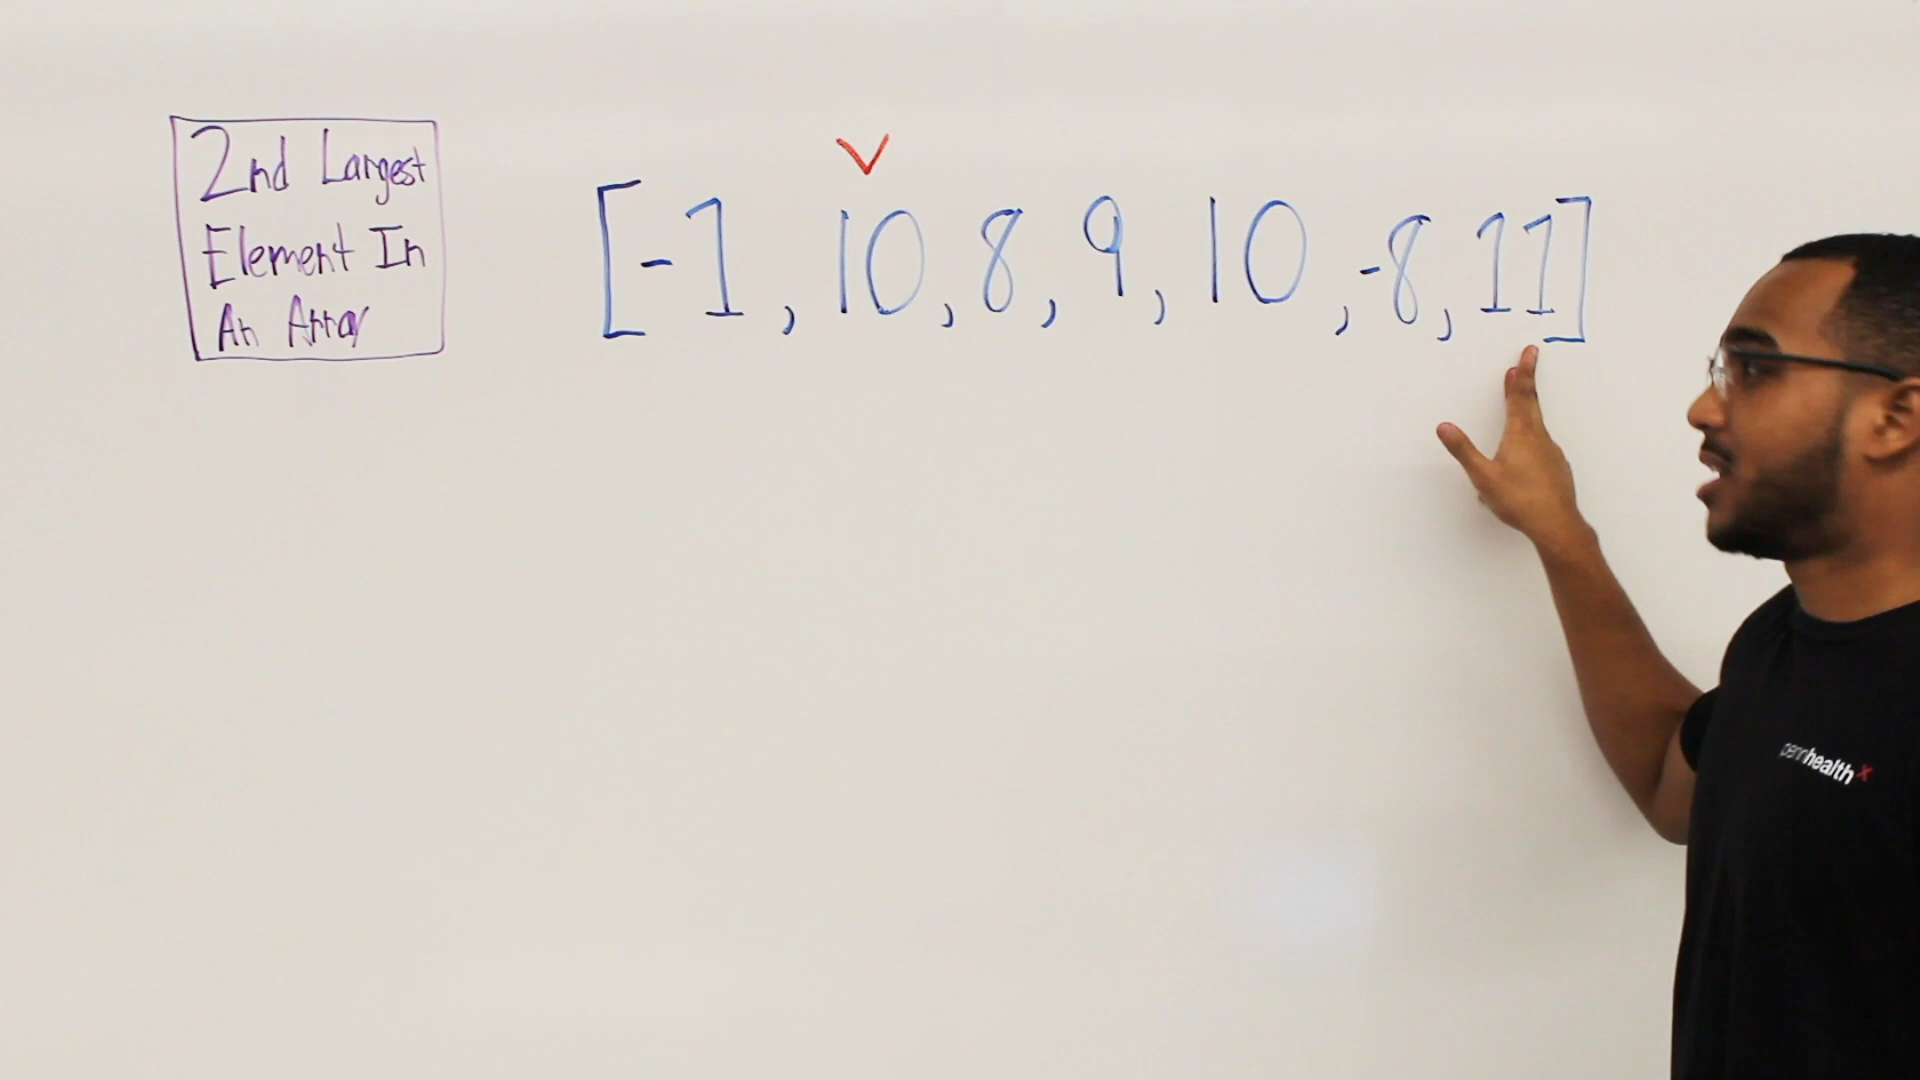 2nd Largest
Element In
An Array
[-1, 10, 8, 9, 10, -8, 11]
pennhealthx